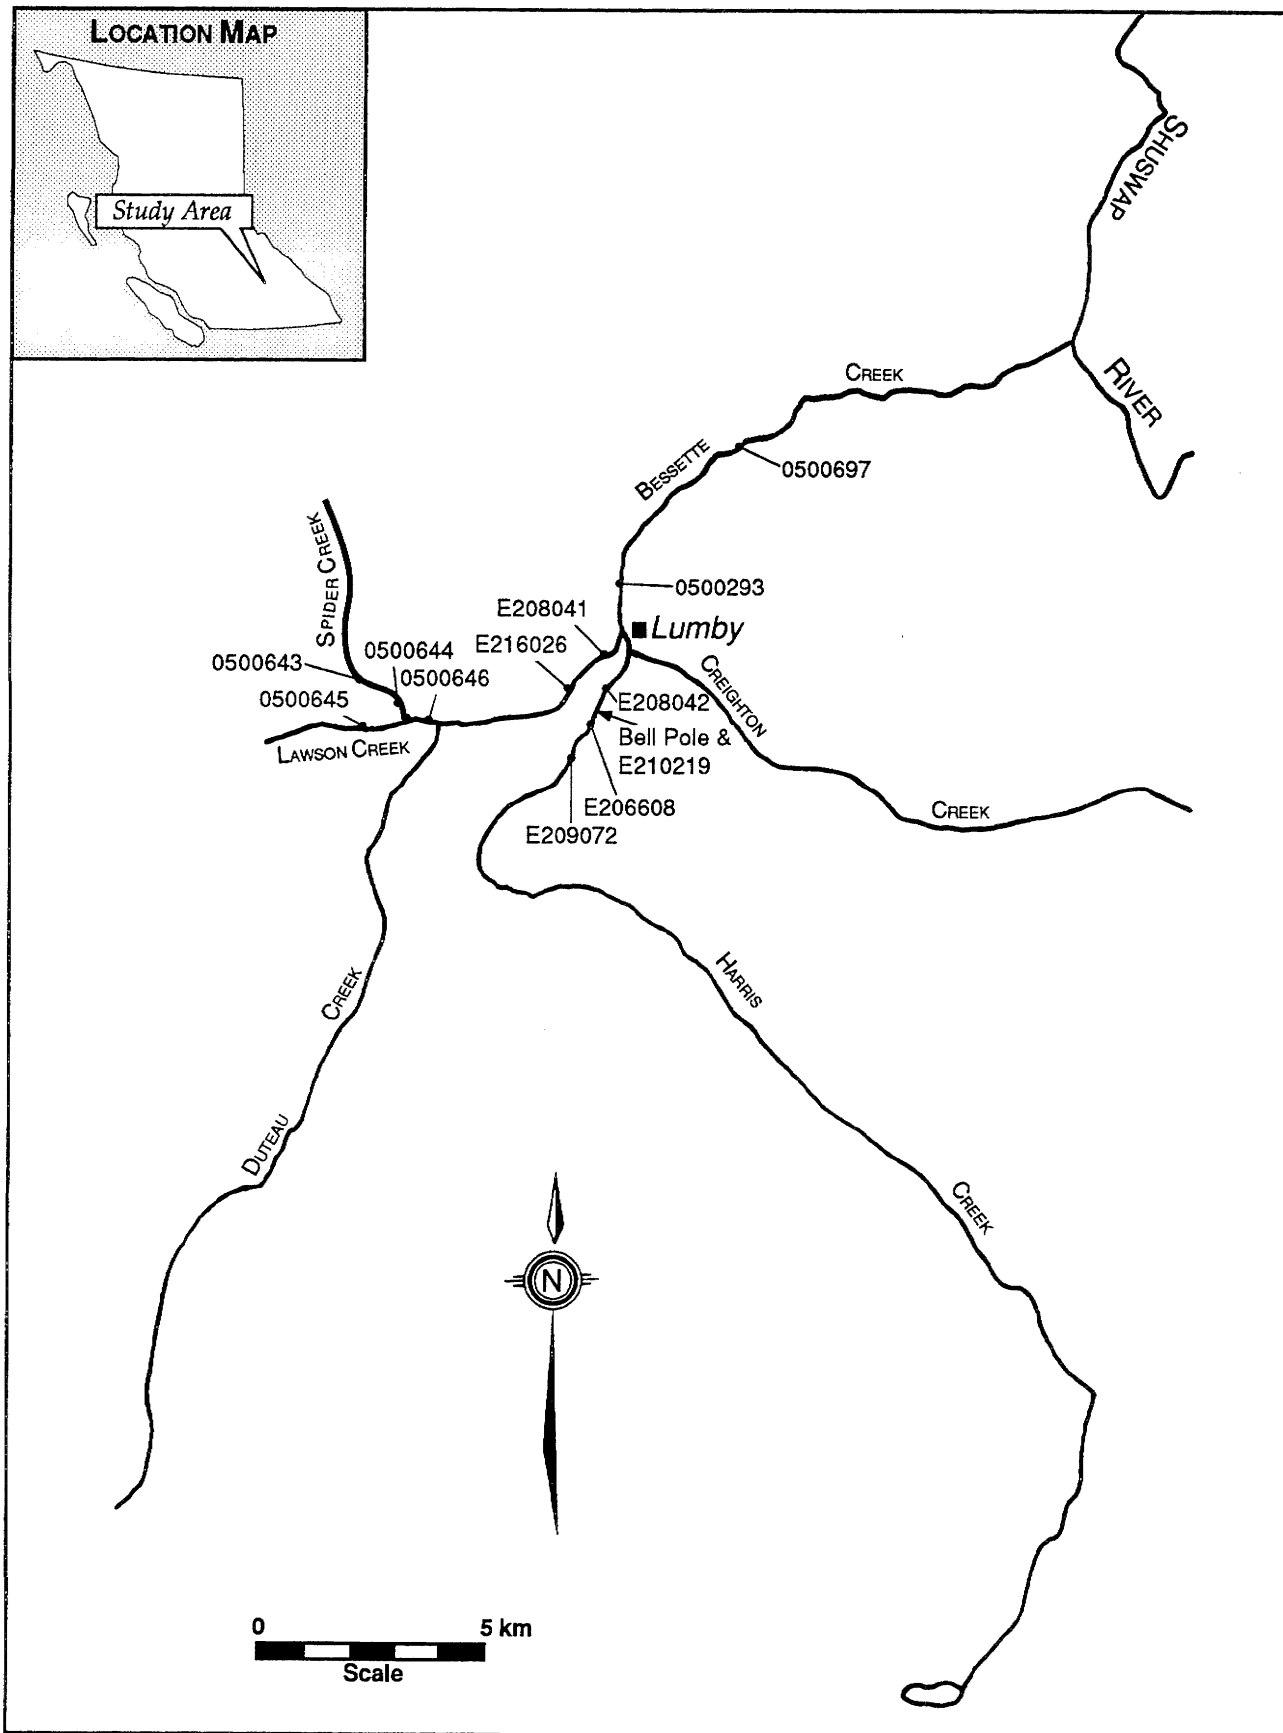 LOCATION MAP
Study Area
SHUSWAP
RIVER
CREEK
BESSETTE
0500697
SPIDER CREEK
0500293
E208041
Lumby
E216026
0500644
0500643
0500646
0500645
CREIGHTON
E208042
LAWSON CREEK
Bell Pole &
E210219
CREEK
E206608
E209072
HARRIS
CREEK
DUTEAU
CREEK
N
0 5 km
Scale